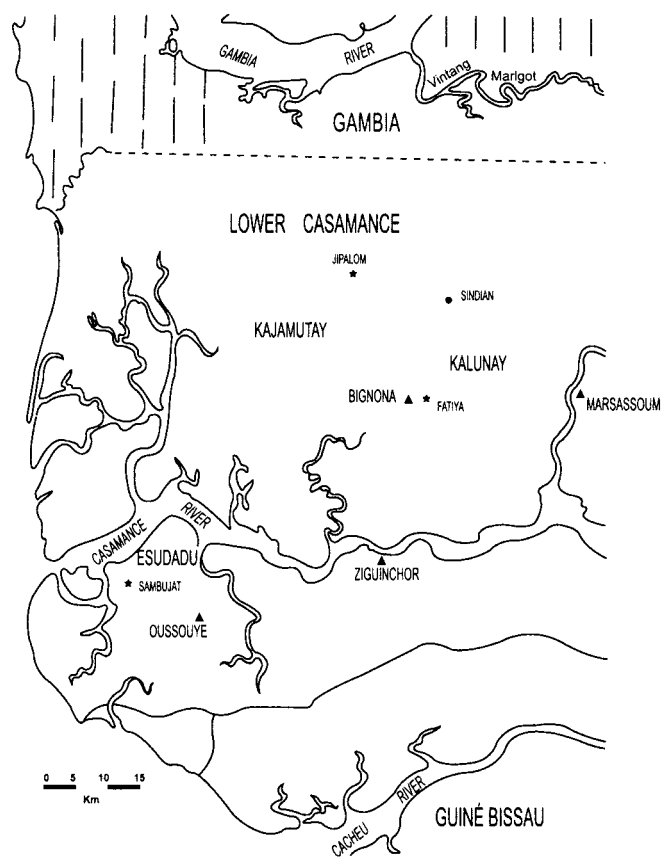 GAMBIA
RIVER
Vintang
Marigot
GAMBIA
LOWER CASAMANCE
JIPALOM
SINDIAN
KAJAMUTAY
KALUNAY
BIGNONA
FATIYA
MARSASSOUM
CASAMANCE
RIVER
ESUDADU
SAMBUJAT
ZIGUINCHOR
OUSSOUYE
0 5 10 15
Km
CACHEU
RIVER
GUINÉ BISSAU